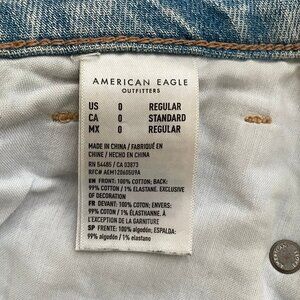 AMERICAN EAGLE
OUTFITTERS
US 0 REGULAR
CA 0 STANDARD
MX 0 REGULAR
MADE IN CHINA / FABRIQUÉ EN
CHINE / HECHO EN CHINA
RN 54485 / CA 03873
RFC# AEM120605U9A
EN FRONT: 100% COTTON; BACK:
99% COTTON / 1% ELASTANE. EXCLUSIVE
OF DECORATION
FR DEVANT: 100% COTON; ENVERS:
99% COTON / 1% ÉLASTHANNE. À
L'EXCEPTION DE LA GARNITURE
SP FRENTE: 100% algodón; ESPALDA:
99% algodón / 1% elastano